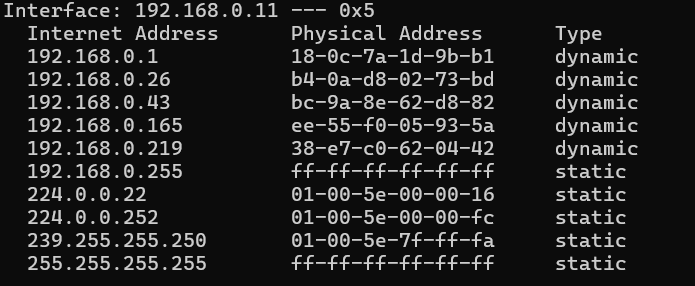 Interface: 192.168.0.11 --- 0x5
Internet Address Physical Address Type
192.168.0.1 18-0c-7a-1d-9b-b1 dynamic
192.168.0.26 b4-0a-d8-02-73-bd dynamic
192.168.0.43 bc-9a-8e-62-d8-82 dynamic
192.168.0.165 ee-55-f0-05-93-5a dynamic
192.168.0.219 38-e7-c0-62-04-42 dynamic
192.168.0.255 ff-ff-ff-ff-ff-ff static
224.0.0.22 01-00-5e-00-00-16 static
224.0.0.252 01-00-5e-00-00-fc static
239.255.255.250 01-00-5e-7f-ff-fa static
255.255.255.255 ff-ff-ff-ff-ff-ff static